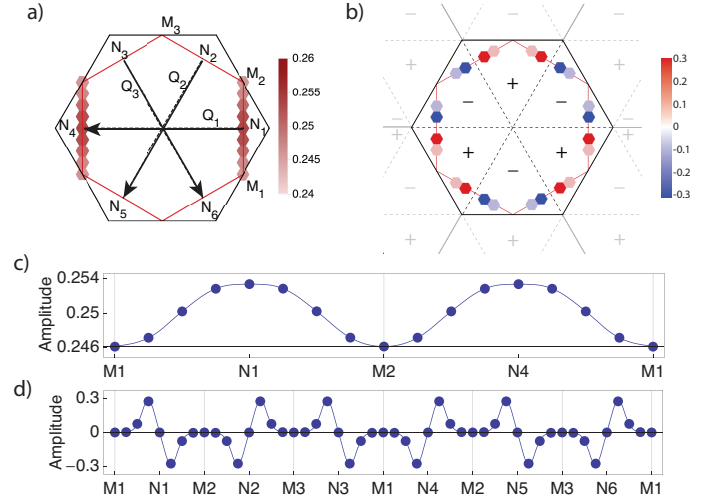 a)
M3
N3
N2
Q3
Q2
M2
Q1
N4
N1
M1
N5
N6
0.26
0.255
0.250
0.245
0.24
b)
+
+
−
−
+
−
−
+
+
−
−
−
+
+
0.3
0.2
0.1
0
-0.1
-0.3
c)
Amplitude
0.254
0.25
0.246
M1 N1 M2 N4 M1
d)
Amplitude
0.3
0
−0.3
M1 N1 M2 N2 M3 N3 M1 N4 M2 N5 M3 N6 M1